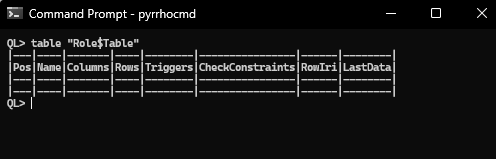 Command Prompt - pyrrhocmd
QL> table "Role$Table"
|---|----|-------|----|--------|----------------|------|--------|
|Pos|Name|Columns|Rows|Triggers|CheckConstraints|RowIri|LastData|
|---|----|-------|----|--------|----------------|------|--------|
|---|----|-------|----|--------|----------------|------|--------|
QL>